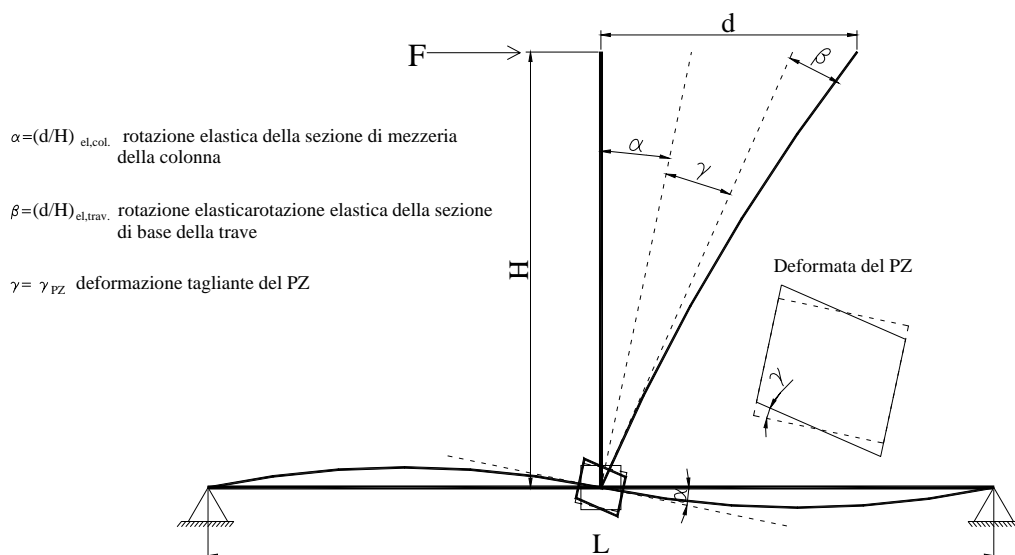 d
F
β
α=(d/H) el,col. rotazione elastica della sezione di mezzeria
della colonna
α
γ
β=(d/H)el,trav. rotazione elasticarotazione elastica della sezione
di base della trave
H
γ= γ PZ deformazione tagliante del PZ
Deformata del PZ
γ
α
L